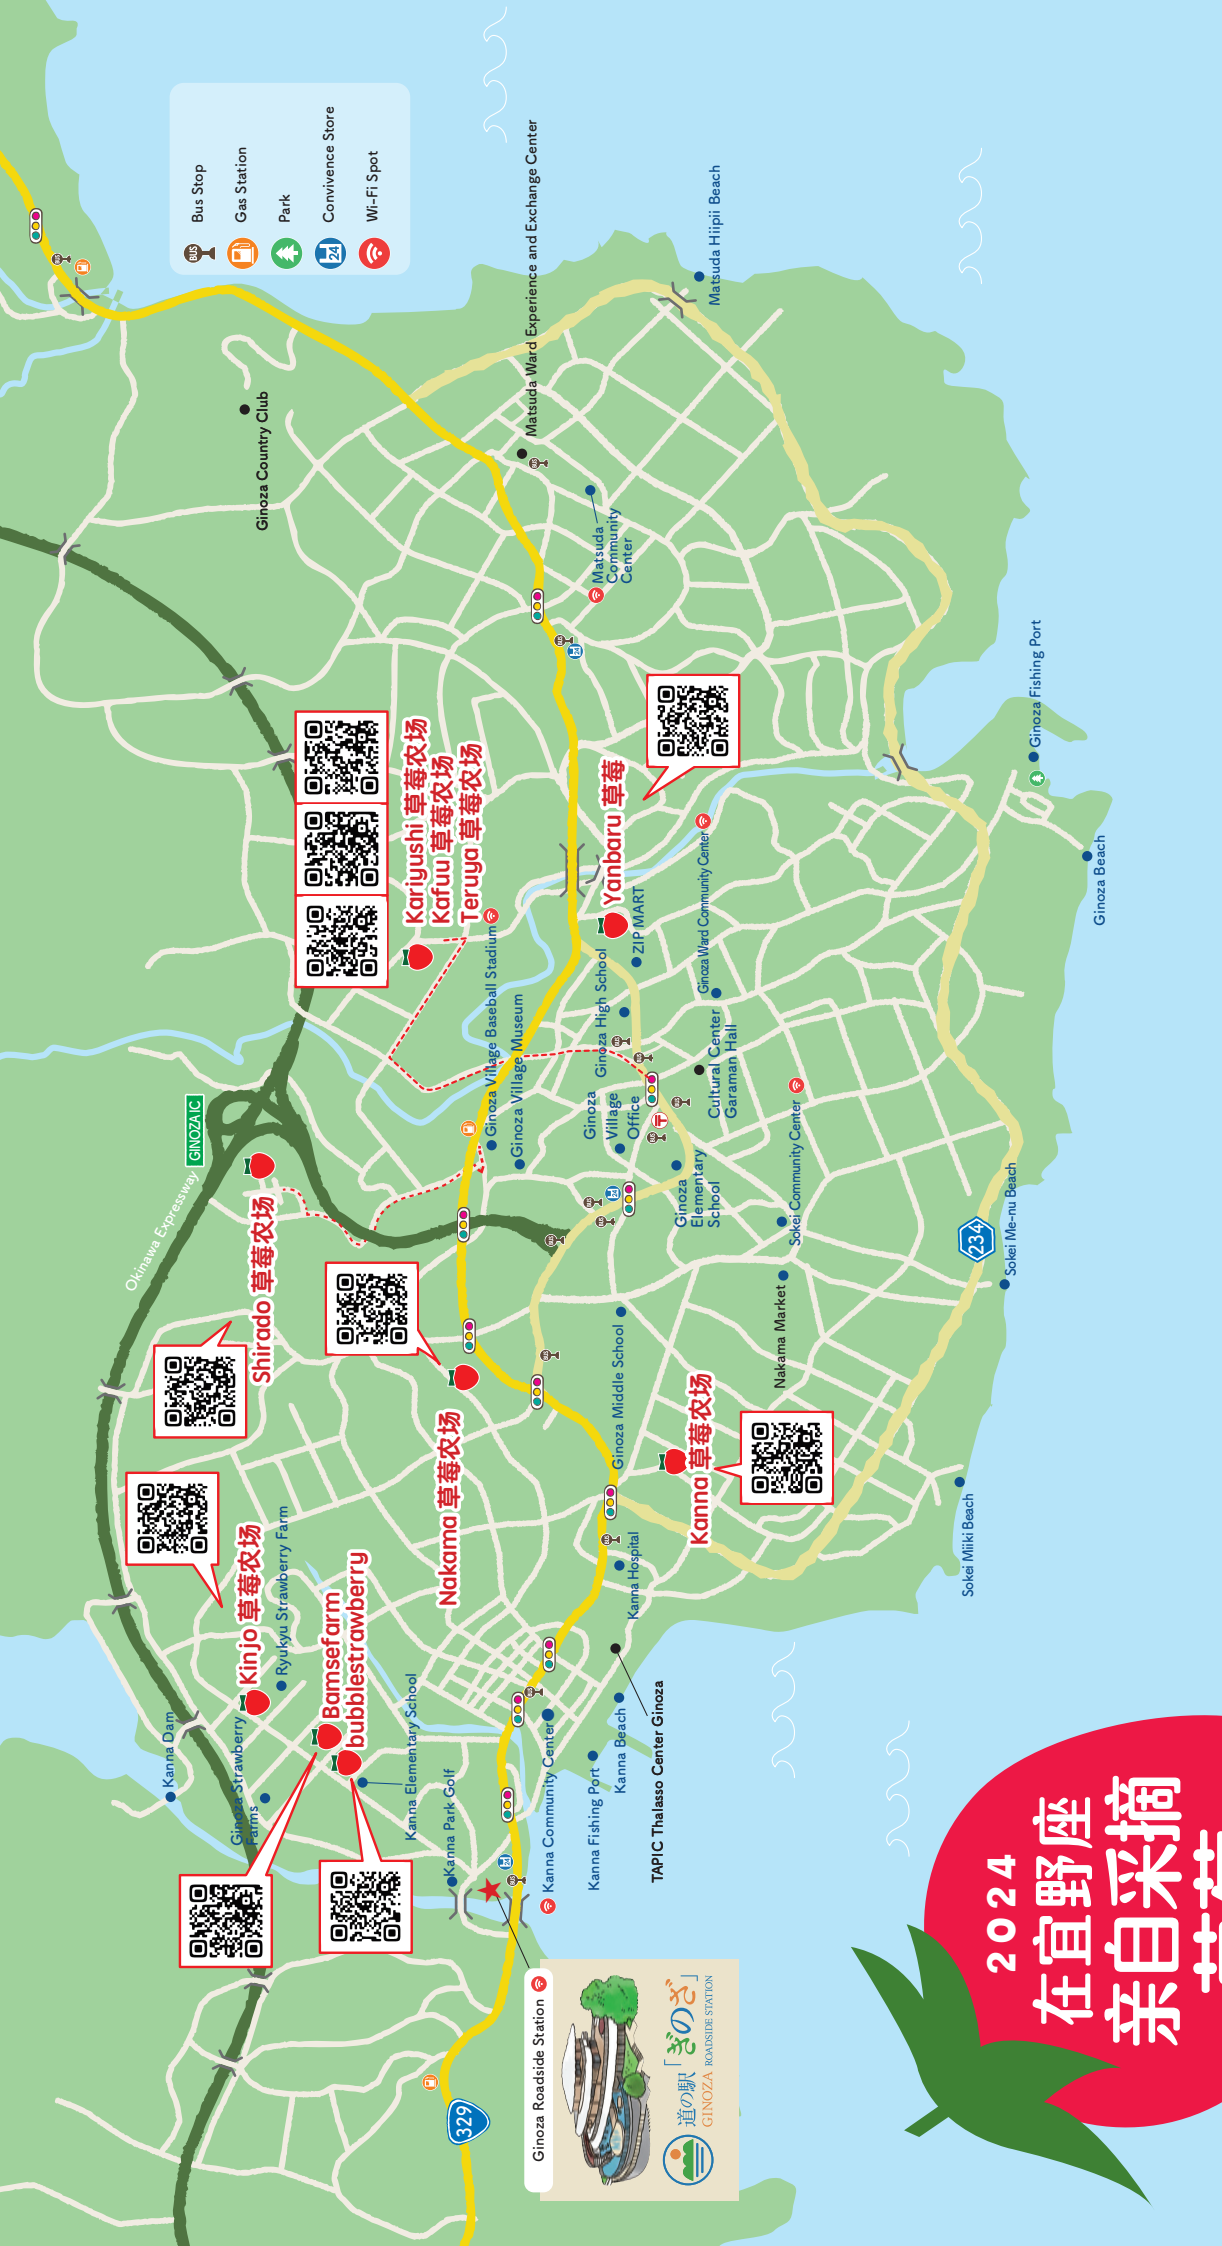 Bus Stop
Gas Station
Park
Convivence Store
Wi-Fi Spot
BUS
24
Ginoza Country Club
Matsuda Ward Experience and Exchange Center
Matsuda Hiipii Beach
Matsuda
Community
Center
Ginoza Fishing Port
Ginoza Beach
Kariyushi 草莓农场
Kafuu 草莓农场
Teruya 草莓农场
Yanbaru 草莓
ZIP MART
Ginoza Ward Community Center
Ginoza Village Baseball Stadium
Ginoza Village Museum
Ginoza High School
Cultural Center
Garaman Hall
Ginoza
Village
Office
Ginoza
Elementary
School
Sokei Community Center
GINOZA IC
Okinawa Expressway
Shirado 草莓农场
234
Sokei Me-nu Beach
Nakama Market
Ginoza Middle School
Kanna 草莓农场
Nakama 草莓农场
Sokei Miiki Beach
Kanna Hospital
Kinjo 草莓农场
Ryukyu Strawberry Farm
Bamsefarm
bubblestrawberry
Kanna Dam
Ginoza Strawberry
Farms
Kanna Elementary School
Kanna Park Golf
Kanna Community Center
Kanna Fishing Port
Kanna Beach
TAPIC Thalasso Center Ginoza
Ginoza Roadside Station
道の駅「ぎのざ」
GINOZA ROADSIDE STATION
329
2024
在宜野座
亲自采摘